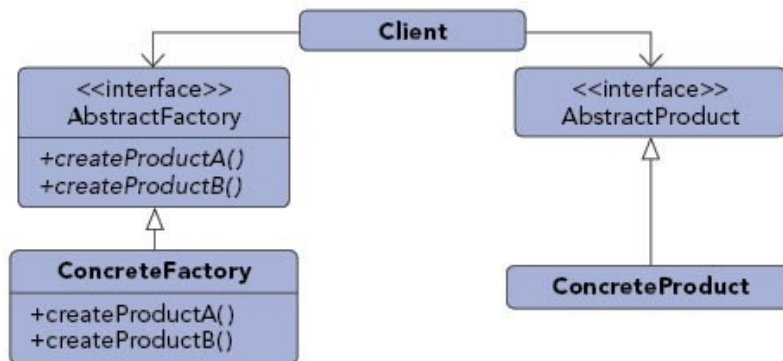 Client
<<interface>>
AbstractFactory
+createProductA()
+createProductB()
<<interface>>
AbstractProduct
ConcreteFactory
+createProductA()
+createProductB()
ConcreteProduct